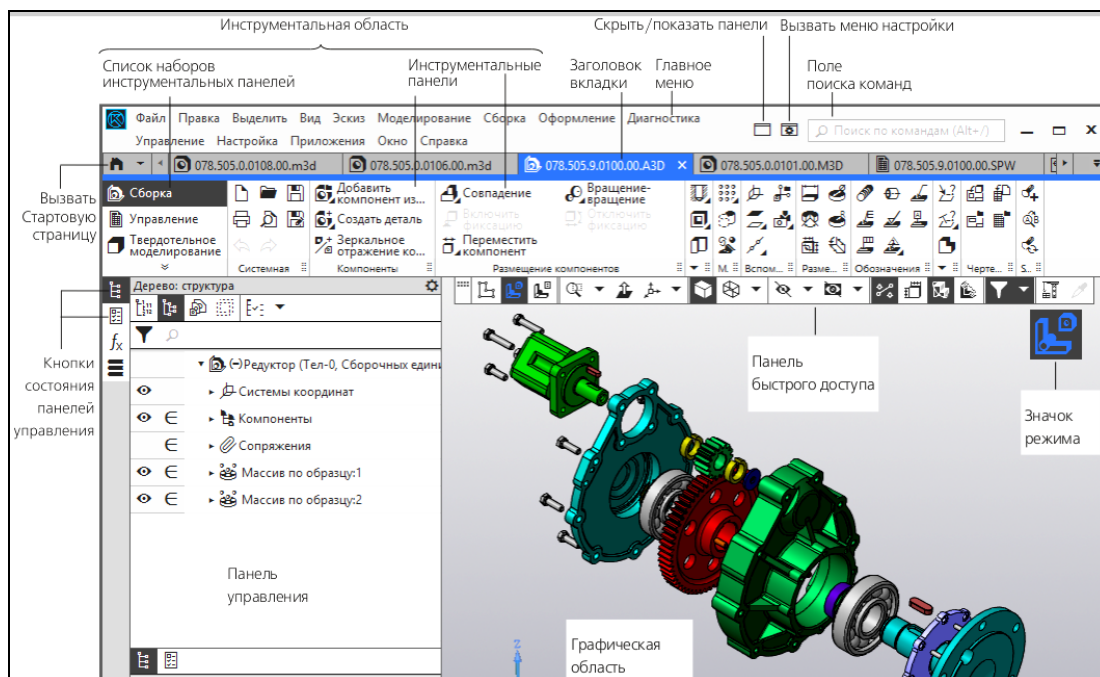 Инструментальная область
Скрыть/показать панели
Вызвать меню настройки
Список наборов
инструментальных панелей
Инструментальные
панели
Заголовок
вкладки
Главное
меню
Поле
поиска команд
Файл Правка Выделить Вид Эскиз Моделирование Сборка Оформление Диагностика
Управление Настройка Приложения Окно Справка
Поиск по командам (Alt+/)
078.505.0.0108.00.m3d
078.505.0.0106.00.m3d
078.505.9.0100.00.A3D
078.505.0.0101.00.M3D
078.505.9.0100.00.SPW
Вызвать
Стартовую
страницу
Сборка
Управление
Твердотельное
моделирование
Добавить
компонент из...
Создать деталь
Зеркальное
отражение ко...
Совпадение
Включить
фиксацию
Переместить
компонент
Вращение-
вращение
Отключить
фиксацию
Системная
Компоненты
Размещение компонентов
М.
Вспом...
Разме...
Обозначения
Черте...
S..
Дерево: структура
Кнопки
состояния
панелей
управления
(-)Редуктор (Тел-0, Сборочных едини
Системы координат
Компоненты
Сопряжения
Массив по образцу:1
Массив по образцу:2
Панель
управления
Панель
быстрого доступа
Значок
режима
Графическая
область
Z